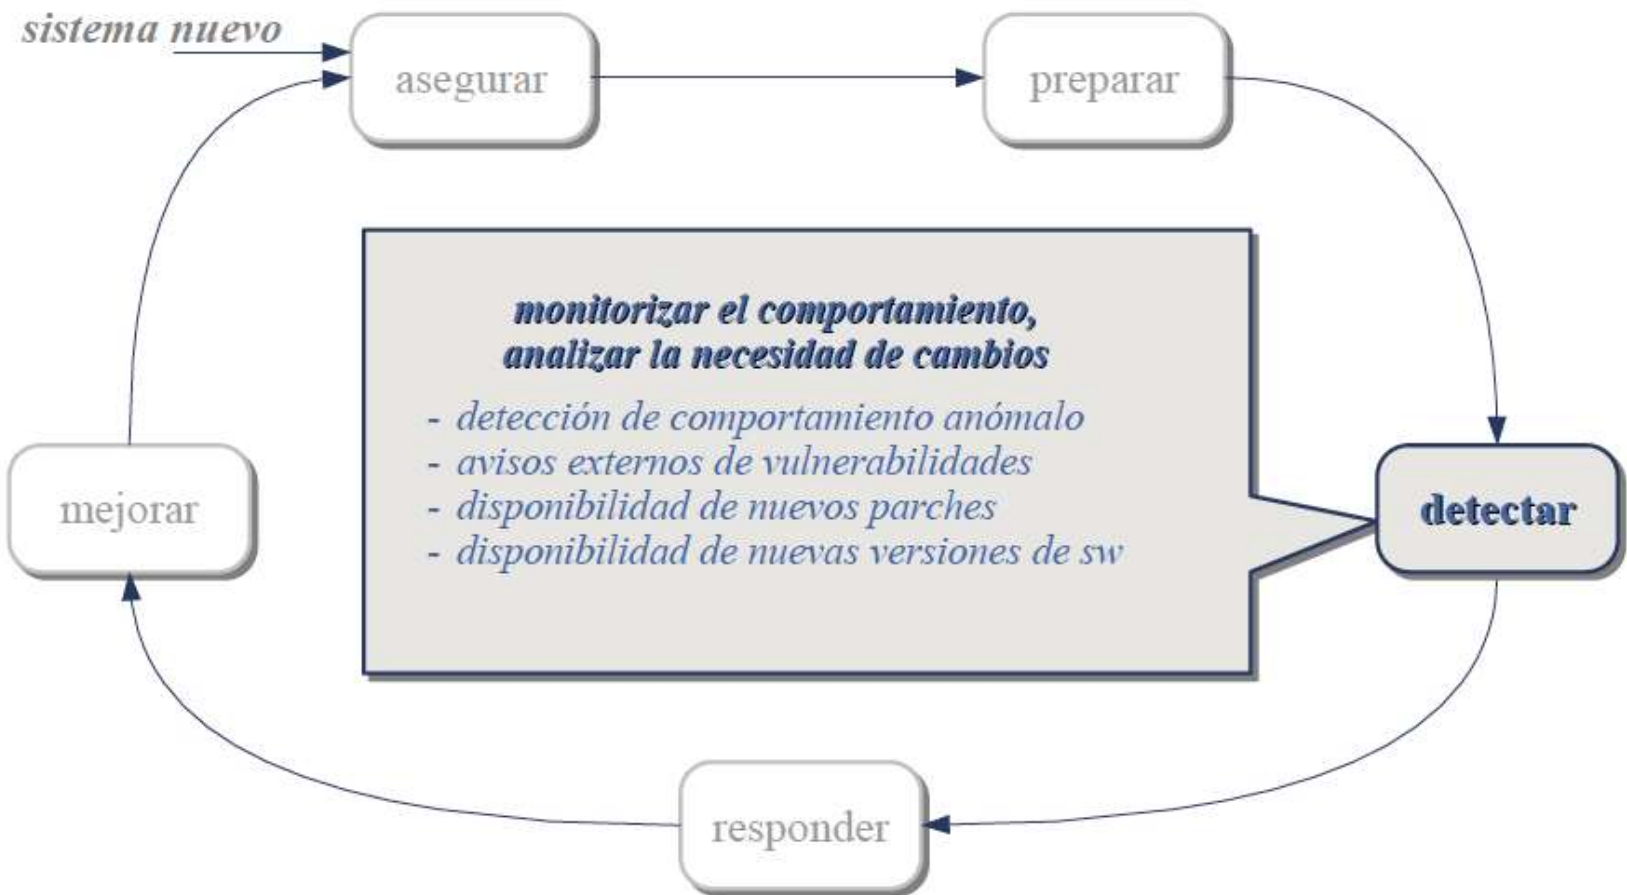 sistema nuevo
asegurar
preparar
monitorizar el comportamiento,
analizar la necesidad de cambios
- detección de comportamiento anómalo
- avisos externos de vulnerabilidades
- disponibilidad de nuevos parches
- disponibilidad de nuevas versiones de sw
mejorar
detectar
responder